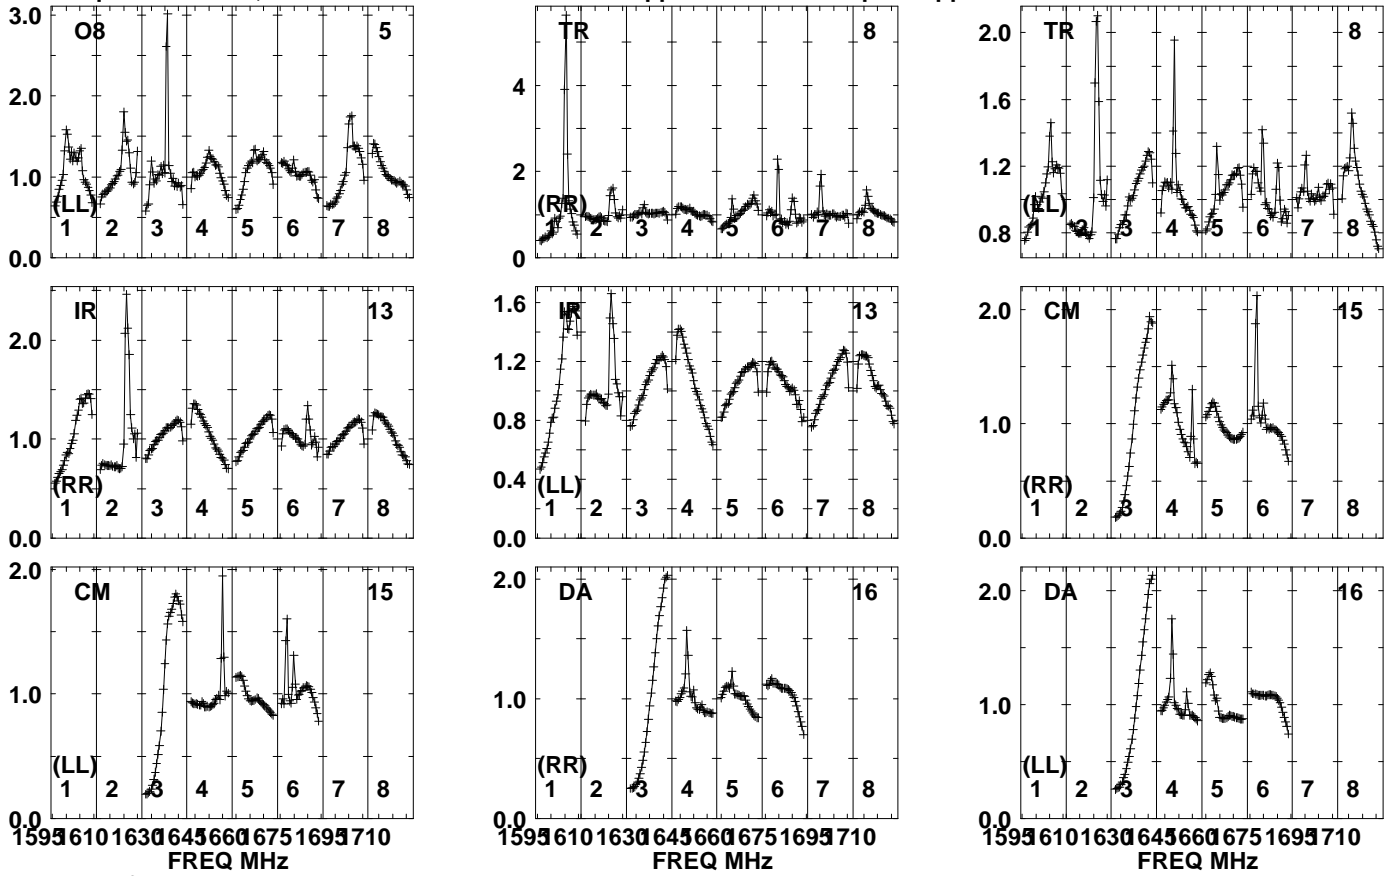 3.0 O8 5
2.0
1.0
(LL)
1 2 3 4 5 6 7 8
0.0
TR 8
4
2
(RR)
1 2 3 4 5 6 7 8
0
2.0 TR 8
1.6
1.2
(LL)
1 2 3 4 5 6 7 8
0.8
IR 13
2.0
1.0
(RR)
1 2 3 4 5 6 7 8
0.0
1.6 IR 13
1.2
0.8
0.4 (LL)
1 2 3 4 5 6 7 8
0.0
2.0 CM 15
1.0
(RR)
1 2 3 4 5 6 7 8
0.0
2.0 CM 15
1.0
(LL)
1 2 3 4 5 6 7 8
0.0
1595 1610 1630 1645 1660 1675 1695 1710
FREQ MHz
2.0 DA 16
1.0
(RR)
1 2 3 4 5 6 7 8
0.0
1595 1610 1630 1645 1660 1675 1695 1710
FREQ MHz
2.0 DA 16
1.0
(LL)
1 2 3 4 5 6 7 8
0.0
1595 1610 1630 1645 1660 1675 1695 1710
FREQ MHz